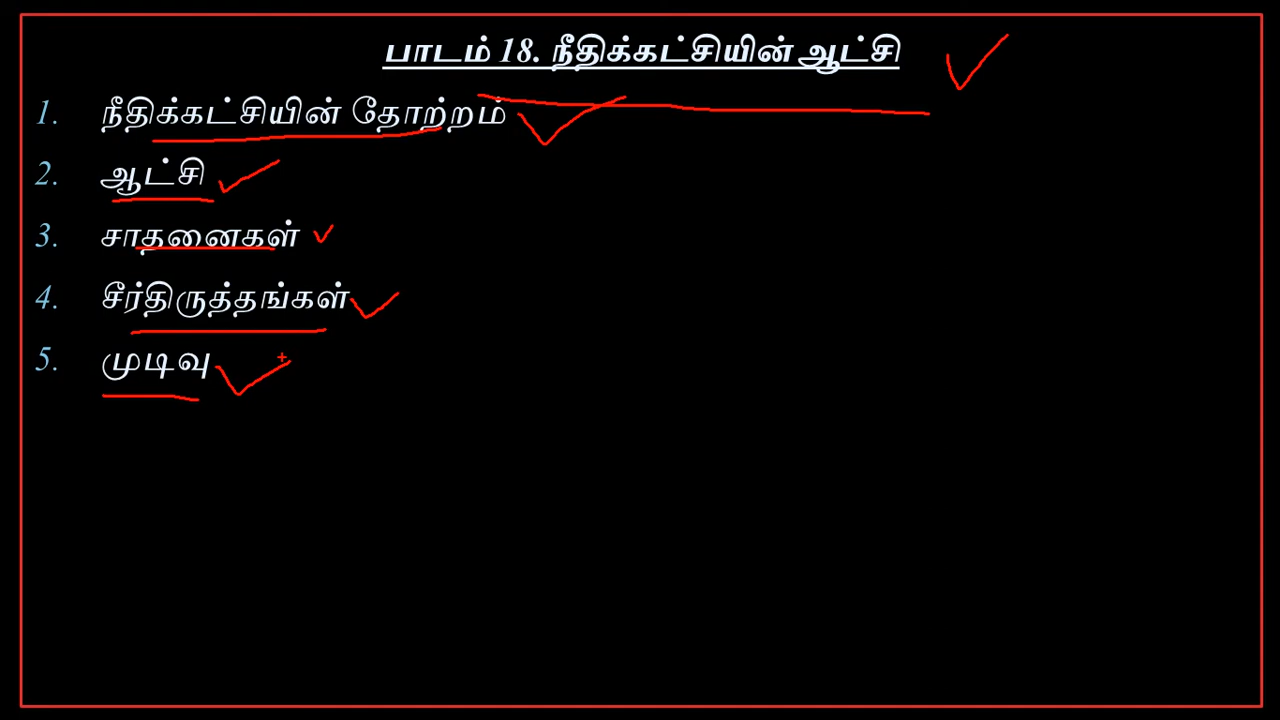 பாடம் 18. நீதிக்கட்சியின் ஆட்சி
1. நீதிக்கட்சியின் தோற்றம்
2. ஆட்சி
3. சாதனைகள்
4. சீர்திருத்தங்கள்
5. முடிவு